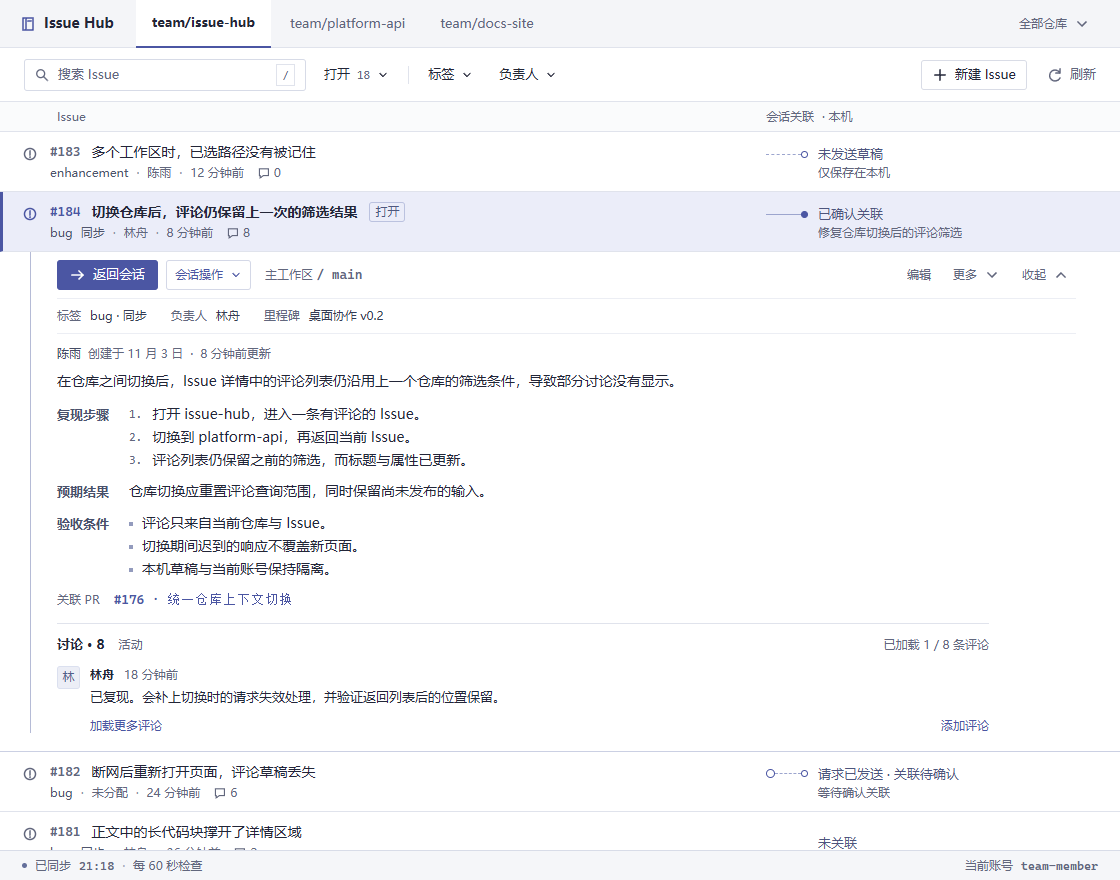 Issue Hub team/issue-hub team/platform-api team/docs-site 全部仓库
搜索 Issue / 打开 18 标签 负责人 新建 Issue 刷新
Issue 会话关联 · 本机
#183 多个工作区时，已选路径没有被记住 未发送草稿
enhancement · 陈雨 · 12 分钟前 0 仅保存在本机
#184 切换仓库后，评论仍保留上一次的筛选结果 打开 已确认关联
bug 同步 · 林舟 · 8 分钟前 8 修复仓库切换后的评论筛选
返回会话 会话操作 主工作区 / main 编辑 更多 收起
标签 bug · 同步 负责人 林舟 里程碑 桌面协作 v0.2
陈雨 创建于 11 月 3 日 · 8 分钟前更新
在仓库之间切换后，Issue 详情中的评论列表仍沿用上一个仓库的筛选条件，导致部分讨论没有显示。
复现步骤 1. 打开 issue-hub，进入一条有评论的 Issue。
2. 切换到 platform-api，再返回当前 Issue。
3. 评论列表仍保留之前的筛选，而标题与属性已更新。
预期结果 仓库切换应重置评论查询范围，同时保留尚未发布的输入。
验收条件 ▪ 评论只来自当前仓库与 Issue。
▪ 切换期间迟到的响应不覆盖新页面。
▪ 本机草稿与当前账号保持隔离。
关联 PR #176 · 统一仓库上下文切换
讨论 • 8 活动 已加载 1 / 8 条评论
林 林舟 18 分钟前
已复现。会补上切换时的请求失效处理，并验证返回列表后的位置保留。
加载更多评论 添加评论
#182 断网后重新打开页面，评论草稿丢失 请求已发送 · 关联待确认
bug · 未分配 · 24 分钟前 6 等待确认关联
#181 正文中的长代码块撑开了详情区域 未关联
已同步 21:18 · 每 60 秒检查 当前账号 team-member